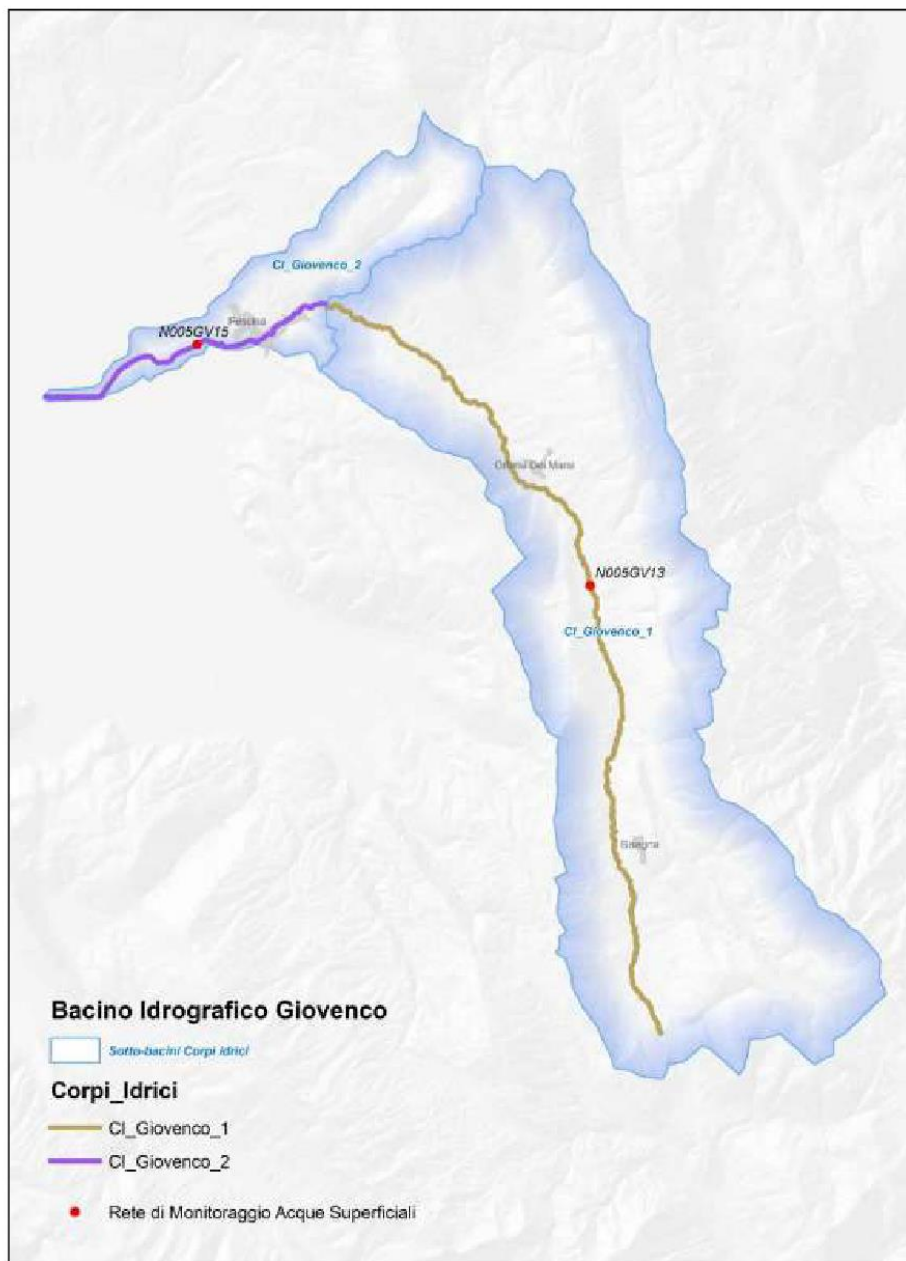 CI_Giovenco_2
Pescina
N005GV15
Ortona Dei Marsi
N005GV13
CI_Giovenco_1
Bisegna
Bacino Idrografico Giovenco
Sotto-bacini Corpi Idrici
Corpi_Idrici
CI_Giovenco_1
CI_Giovenco_2
Rete di Monitoraggio Acque Superficiali